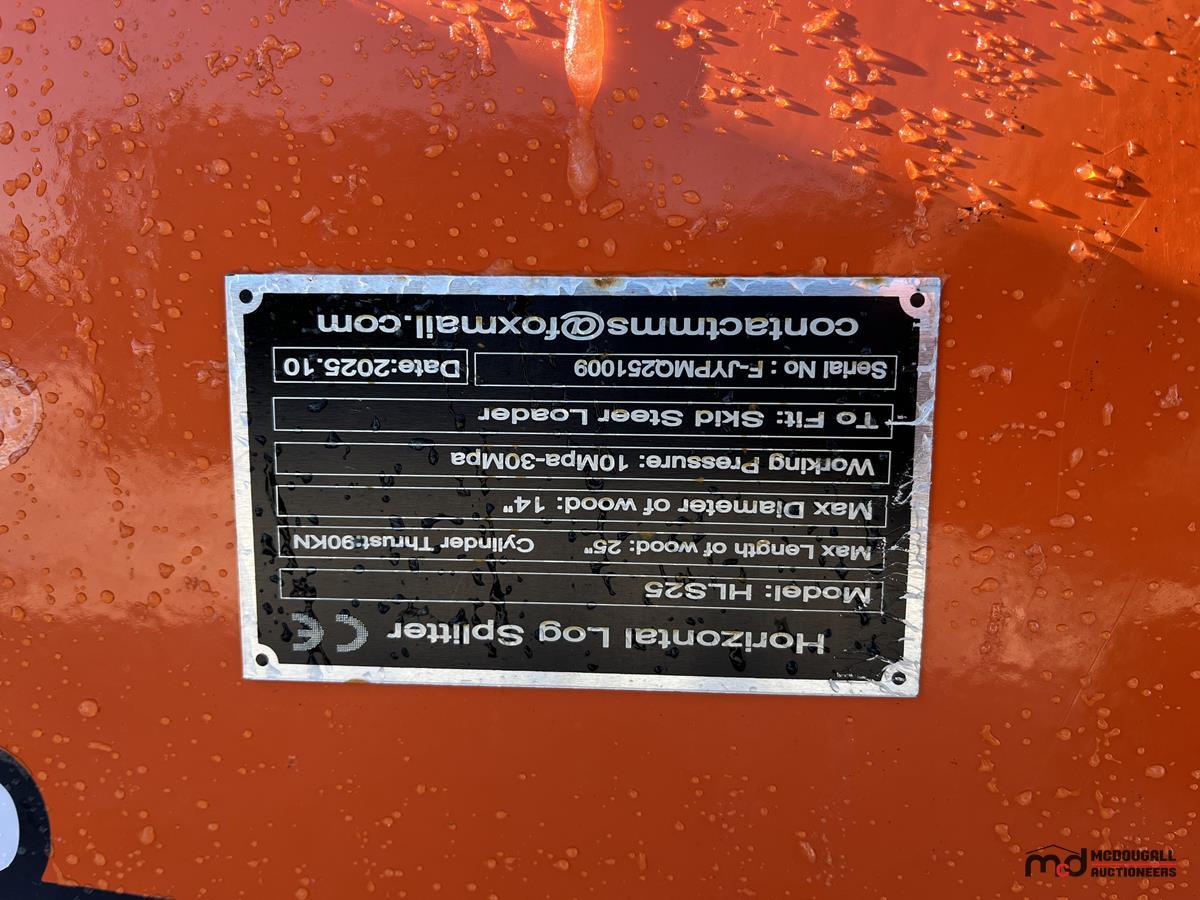 Horizontal Log Splitter CE
Model: HLS25
Max Length of wood: 25" Cylinder Thrust:90KN
Max Diameter of wood: 14"
Working Pressure: 10Mpa-30Mpa
To Fit: Skid Steer Loader
Serial No : F-JYPMQ251009 Date:2025.10
contactmms@foxmail.com
mcd MCDOUGALL
AUCTIONEERS